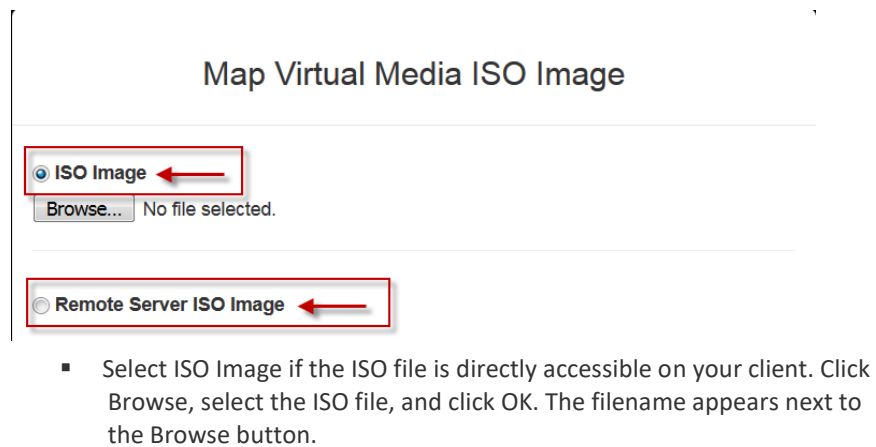 Map Virtual Media ISO Image
ISO Image
Browse... No file selected.
Remote Server ISO Image
▪ Select ISO Image if the ISO file is directly accessible on your client. Click
Browse, select the ISO file, and click OK. The filename appears next to
the Browse button.